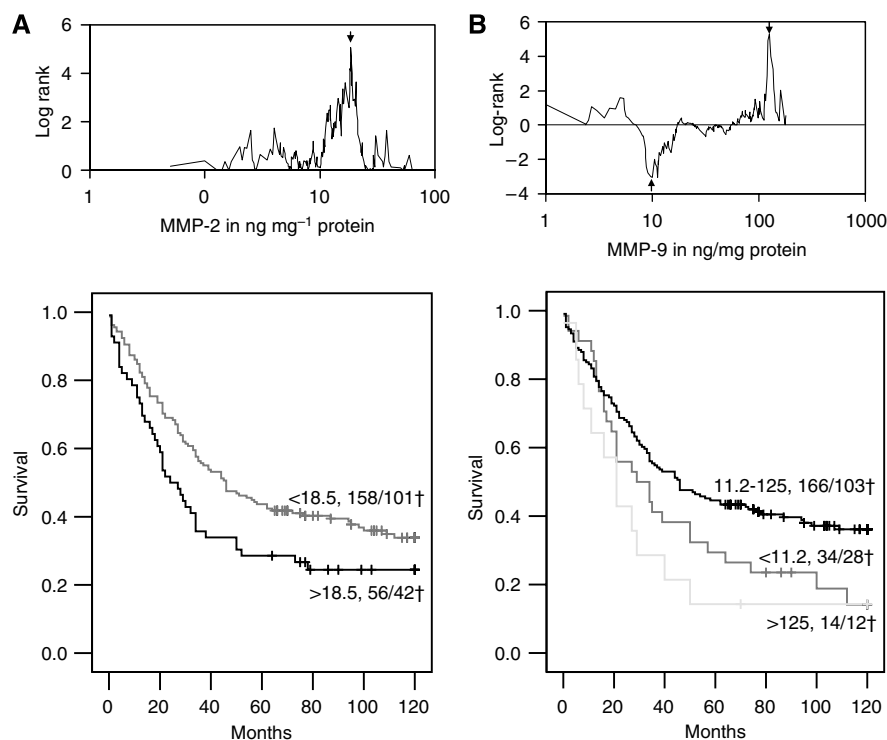 A
6
4
2
0
Log rank
1
0
10
100
MMP-2 in ng mg⁻¹ protein
B
6
4
2
0
−2
−4
Log-rank
1
10
100
1000
MMP-9 in ng/mg protein
1.0
0.8
0.6
0.4
0.2
0.0
Survival
<18.5, 158/101†
>18.5, 56/42†
0 20 40 60 80 100 120
Months
1.0
0.8
0.6
0.4
0.2
0.0
Survival
11.2-125, 166/103†
<11.2, 34/28†
>125, 14/12†
0 20 40 60 80 100 120
Months